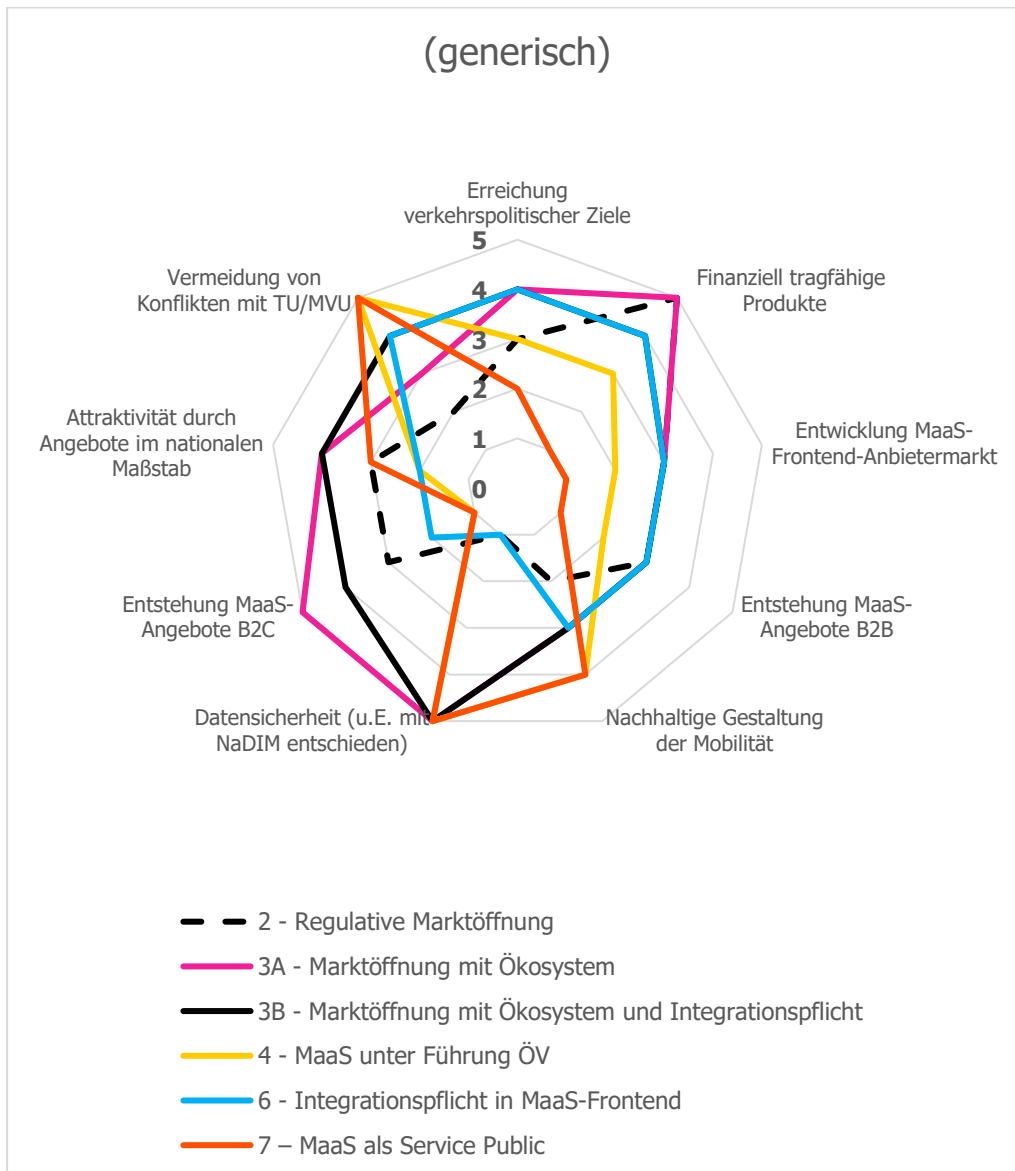 (generisch)
Erreichung
verkehrspolitischer Ziele
5
4
3
2
1
0
Finanziell tragfähige
Produkte
Entwicklung MaaS-
Frontend-Anbietermarkt
Entstehung MaaS-
Angebote B2B
Nachhaltige Gestaltung
der Mobilität
Datensicherheit (u.E. mit
NaDIM entschieden)
Entstehung MaaS-
Angebote B2C
Attraktivität durch
Angebote im nationalen
Maßstab
Vermeidung von
Konflikten mit TU/MVU
2 - Regulative Marktöffnung
3A - Marktöffnung mit Ökosystem
3B - Marktöffnung mit Ökosystem und Integrationspflicht
4 - MaaS unter Führung ÖV
6 - Integrationspflicht in MaaS-Frontend
7 – MaaS als Service Public